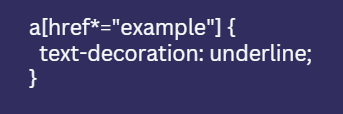 a[href*="example"] {
  text-decoration: underline;
}